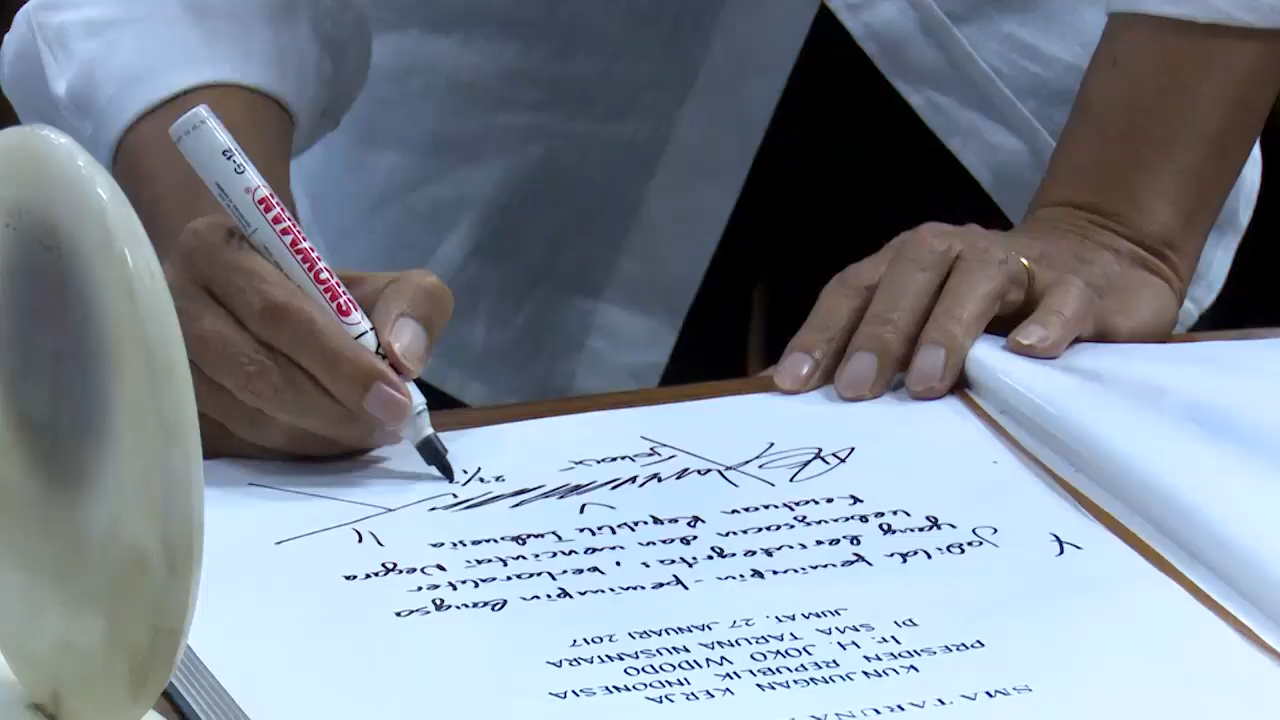 SMA TARUNA
KUNJUNGAN KERJA
PRESIDEN REPUBLIK INDONESIA
Ir. H. JOKO WIDODO
DI SMA TARUNA NUSANTARA
JUMAT, 27 JANUARI 2017
Jadilah pemimpin-pemimpin bangsa
yang berintegritas, berkarakter
kebangsaan dan mencintai Negara
Kesatuan Republik Indonesia
SNOWMAN®
G-12